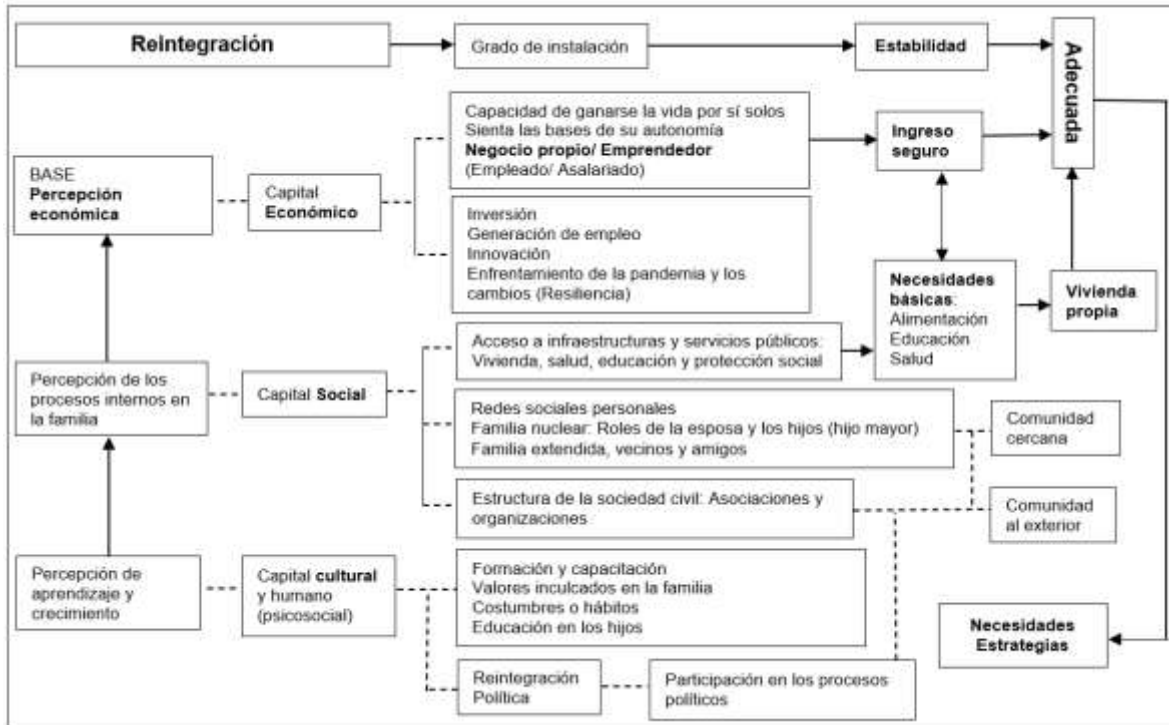 Reintegración
Grado de instalación
Estabilidad
Adecuada
Capacidad de ganarse la vida por sí solos
Sienta las bases de su autonomía
Negocio propio/ Emprendedor
(Empleado/ Asalariado)
Ingreso
seguro
BASE
Percepción
económica
Capital
Económico
Inversión
Generación de empleo
Innovación
Enfrentamiento de la pandemia y los
cambios (Resiliencia)
Necesidades
básicas:
Alimentación
Educación
Salud
Vivienda
propia
Acceso a infraestructuras y servicios públicos:
Vivienda, salud, educación y protección social
Percepción de los
procesos internos en
la familia
Capital Social
Redes sociales personales
Familia nuclear: Roles de la esposa y los hijos (hijo mayor)
Familia extendida, vecinos y amigos
Comunidad
cercana
Estructura de la sociedad civil: Asociaciones y
organizaciones
Comunidad
al exterior
Percepción de
aprendizaje y
crecimiento
Capital cultural
y humano
(psicosocial)
Formación y capacitación
Valores inculcados en la familia
Costumbres o hábitos
Educación en los hijos
Necesidades
Estrategias
Reintegración
Política
Participación en los procesos
políticos